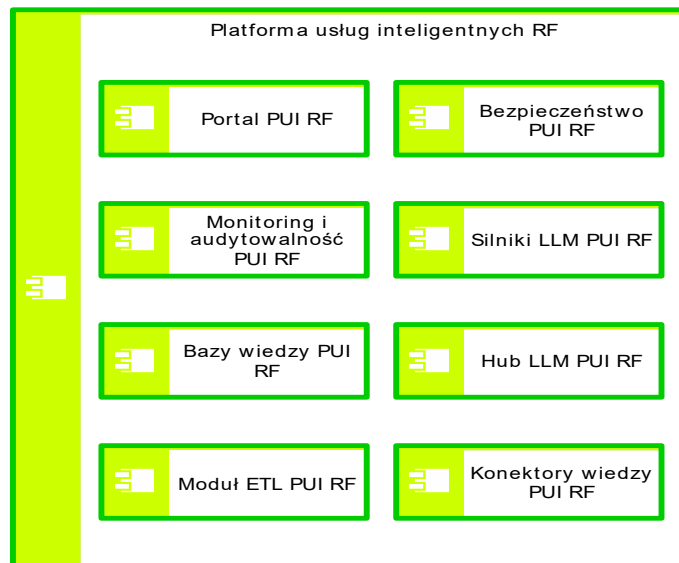 Platforma usług inteligentnych RF
Portal PUI RF
Bezpieczeństwo
PUI RF
Monitoring i
audytowalność
PUI RF
Silniki LLM PUI RF
Bazy wiedzy PUI
RF
Hub LLM PUI RF
Moduł ETL PUI RF
Konektory wiedzy
PUI RF